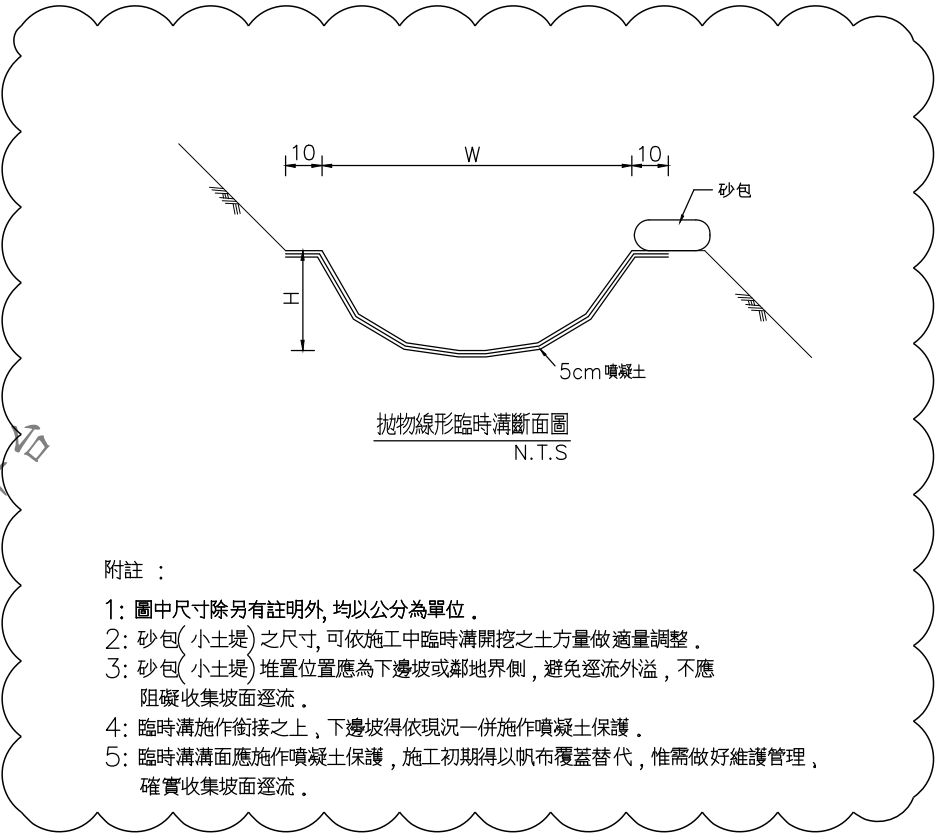 10 W 10
砂包
H
5cm噴凝土
拋物線形臨時溝斷面圖
N.T.S
附註 :
1: 圖中尺寸除另有註明外, 均以公分為單位 .
2: 砂包( 小土堤) 之尺寸, 可依施工中臨時溝開挖之土方量做適量調整 .
3: 砂包( 小土堤) 堆置位置應為下邊坡或鄰地界側 , 避免逕流外溢 , 不應
阻礙收集坡面逕流 .
4: 臨時溝施作銜接之上 、下邊坡得依現況一併施作噴凝土保護 .
5: 臨時溝溝面應施作噴凝土保護 , 施工初期得以帆布覆蓋替代 , 惟需做好維護管理 、
確實收集坡面逕流 .